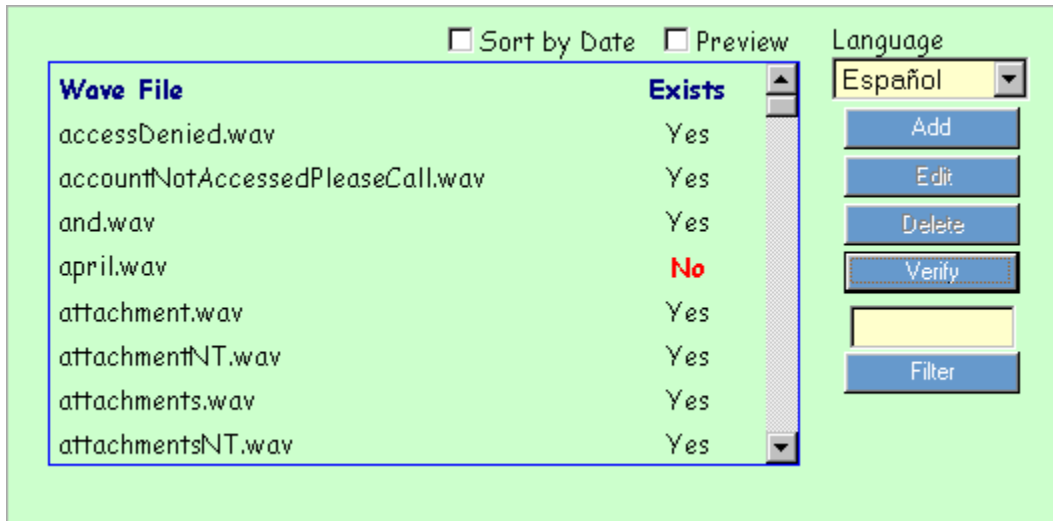 Sort by Date Preview Language
Español
Wave File Exists
accessDenied.wav Yes
Add
accountNotAccessedPleaseCall.wav Yes
Edit
and.wav Yes
Delete
april.wav No
Verify
attachment.wav Yes
attachmentNT.wav Yes
Filter
attachments.wav Yes
attachmentsNT.wav Yes